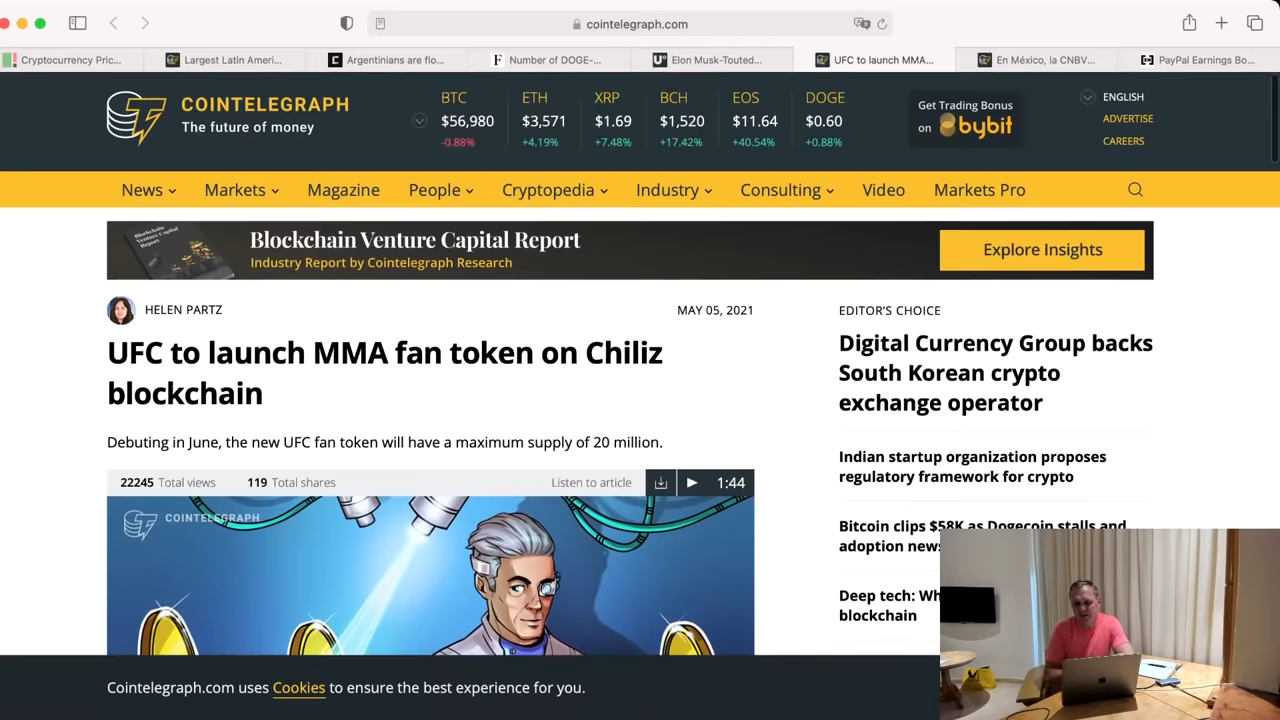 cointelegraph.com
Cryptocurrency Pric...
Largest Latin Ameri...
Argentinians are flo...
Number of DOGE-...
Elon Musk-Touted...
UFC to launch MMA...
En México, la CNBV...
PayPal Earnings Bo...
COINTELEGRAPH
The future of money
BTC ETH XRP BCH EOS DOGE
$56,980 $3,571 $1.69 $1,520 $11.64 $0.60
-0.88% +4.19% +7.48% +17.42% +40.54% +0.88%
Get Trading Bonus
on bybit
ENGLISH
ADVERTISE
CAREERS
News Markets Magazine People Cryptopedia Industry Consulting Video Markets Pro
Blockchain Venture Capital Report
Blockchain Venture Capital Report
Industry Report by Cointelegraph Research
Explore Insights
HELEN PARTZ
MAY 05, 2021
UFC to launch MMA fan token on Chiliz
blockchain
Debuting in June, the new UFC fan token will have a maximum supply of 20 million.
22245 Total views 119 Total shares Listen to article 1:44
COINTELEGRAPH
EDITOR'S CHOICE
Digital Currency Group backs
South Korean crypto
exchange operator
Indian startup organization proposes
regulatory framework for crypto
Bitcoin clips $58K as Dogecoin stalls and
adoption new
Deep tech: Wh
blockchain
Cointelegraph.com uses Cookies to ensure the best experience for you.